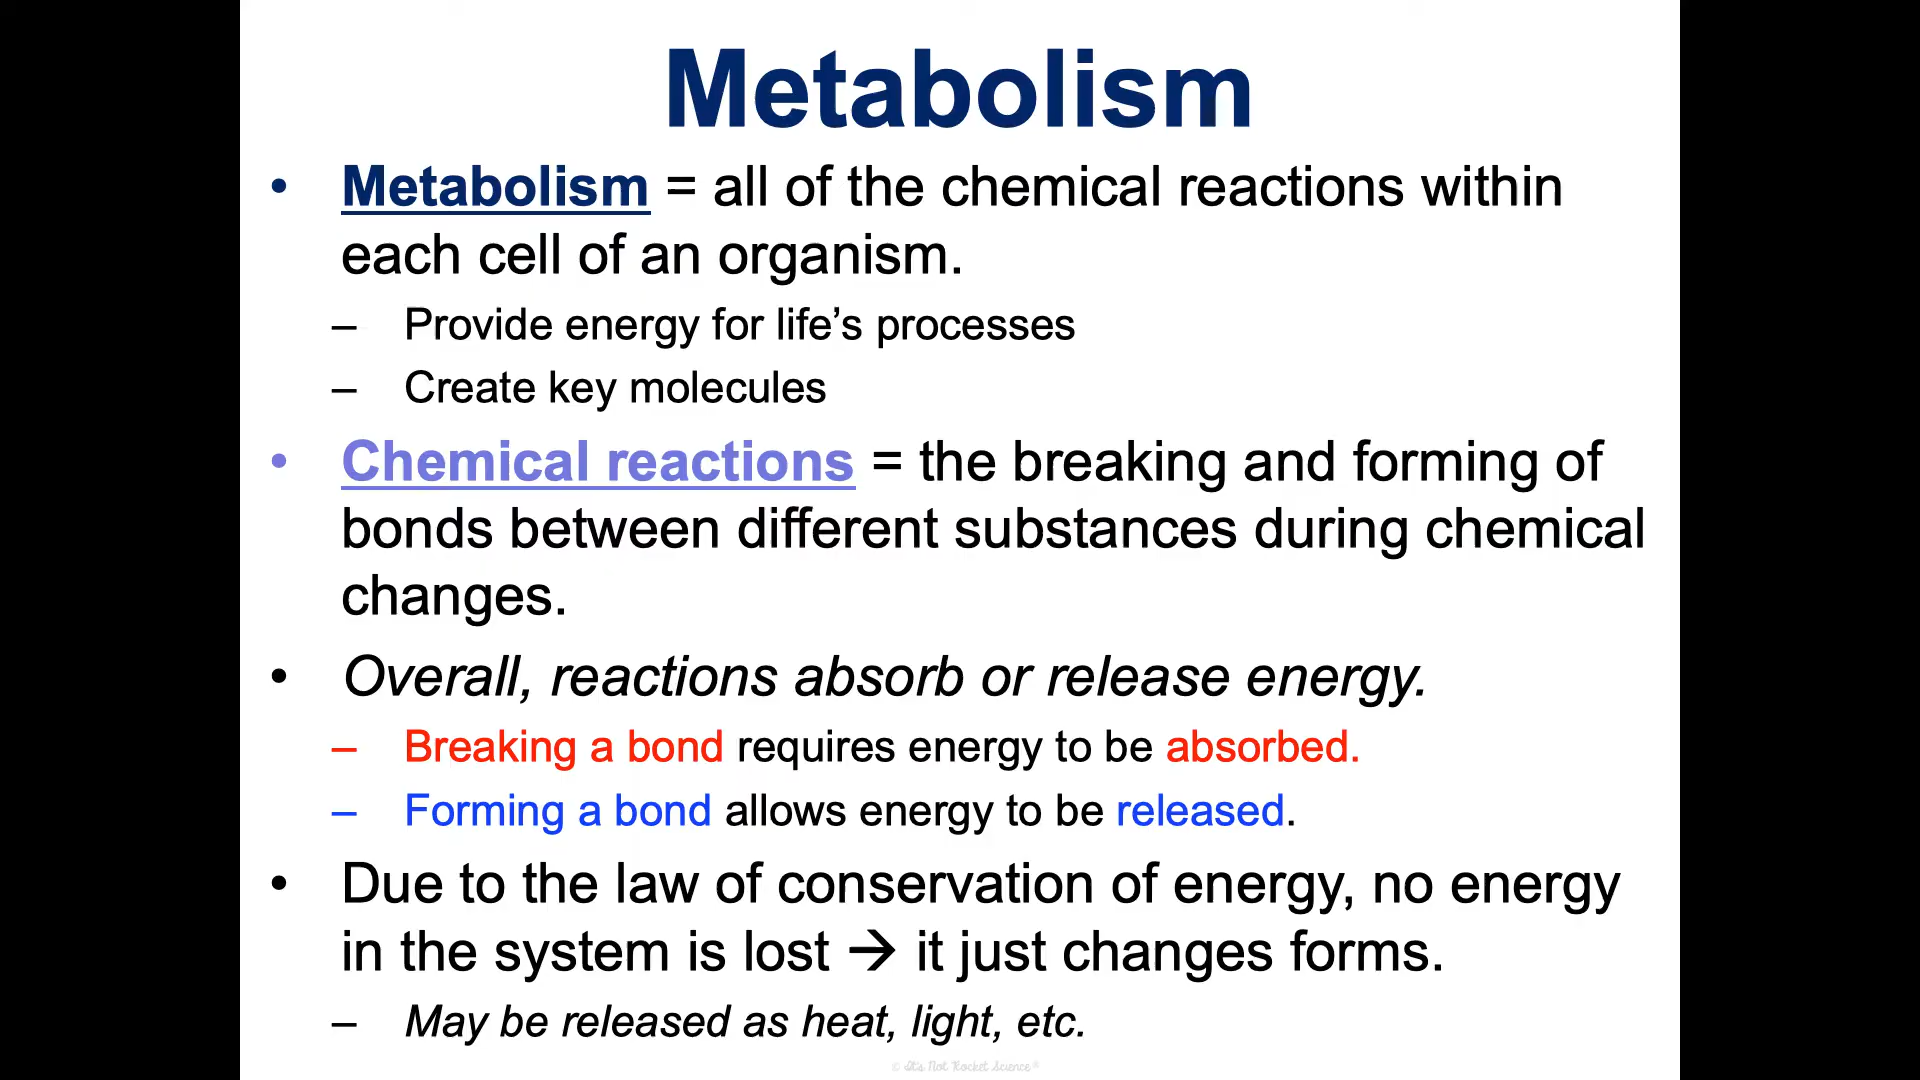 Metabolism
• Metabolism = all of the chemical reactions within
each cell of an organism.
– Provide energy for life’s processes
– Create key molecules
• Chemical reactions = the breaking and forming of
bonds between different substances during chemical
changes.
• Overall, reactions absorb or release energy.
– Breaking a bond requires energy to be absorbed.
– Forming a bond allows energy to be released.
• Due to the law of conservation of energy, no energy
in the system is lost → it just changes forms.
– May be released as heat, light, etc.
© It's Not Rocket Science®